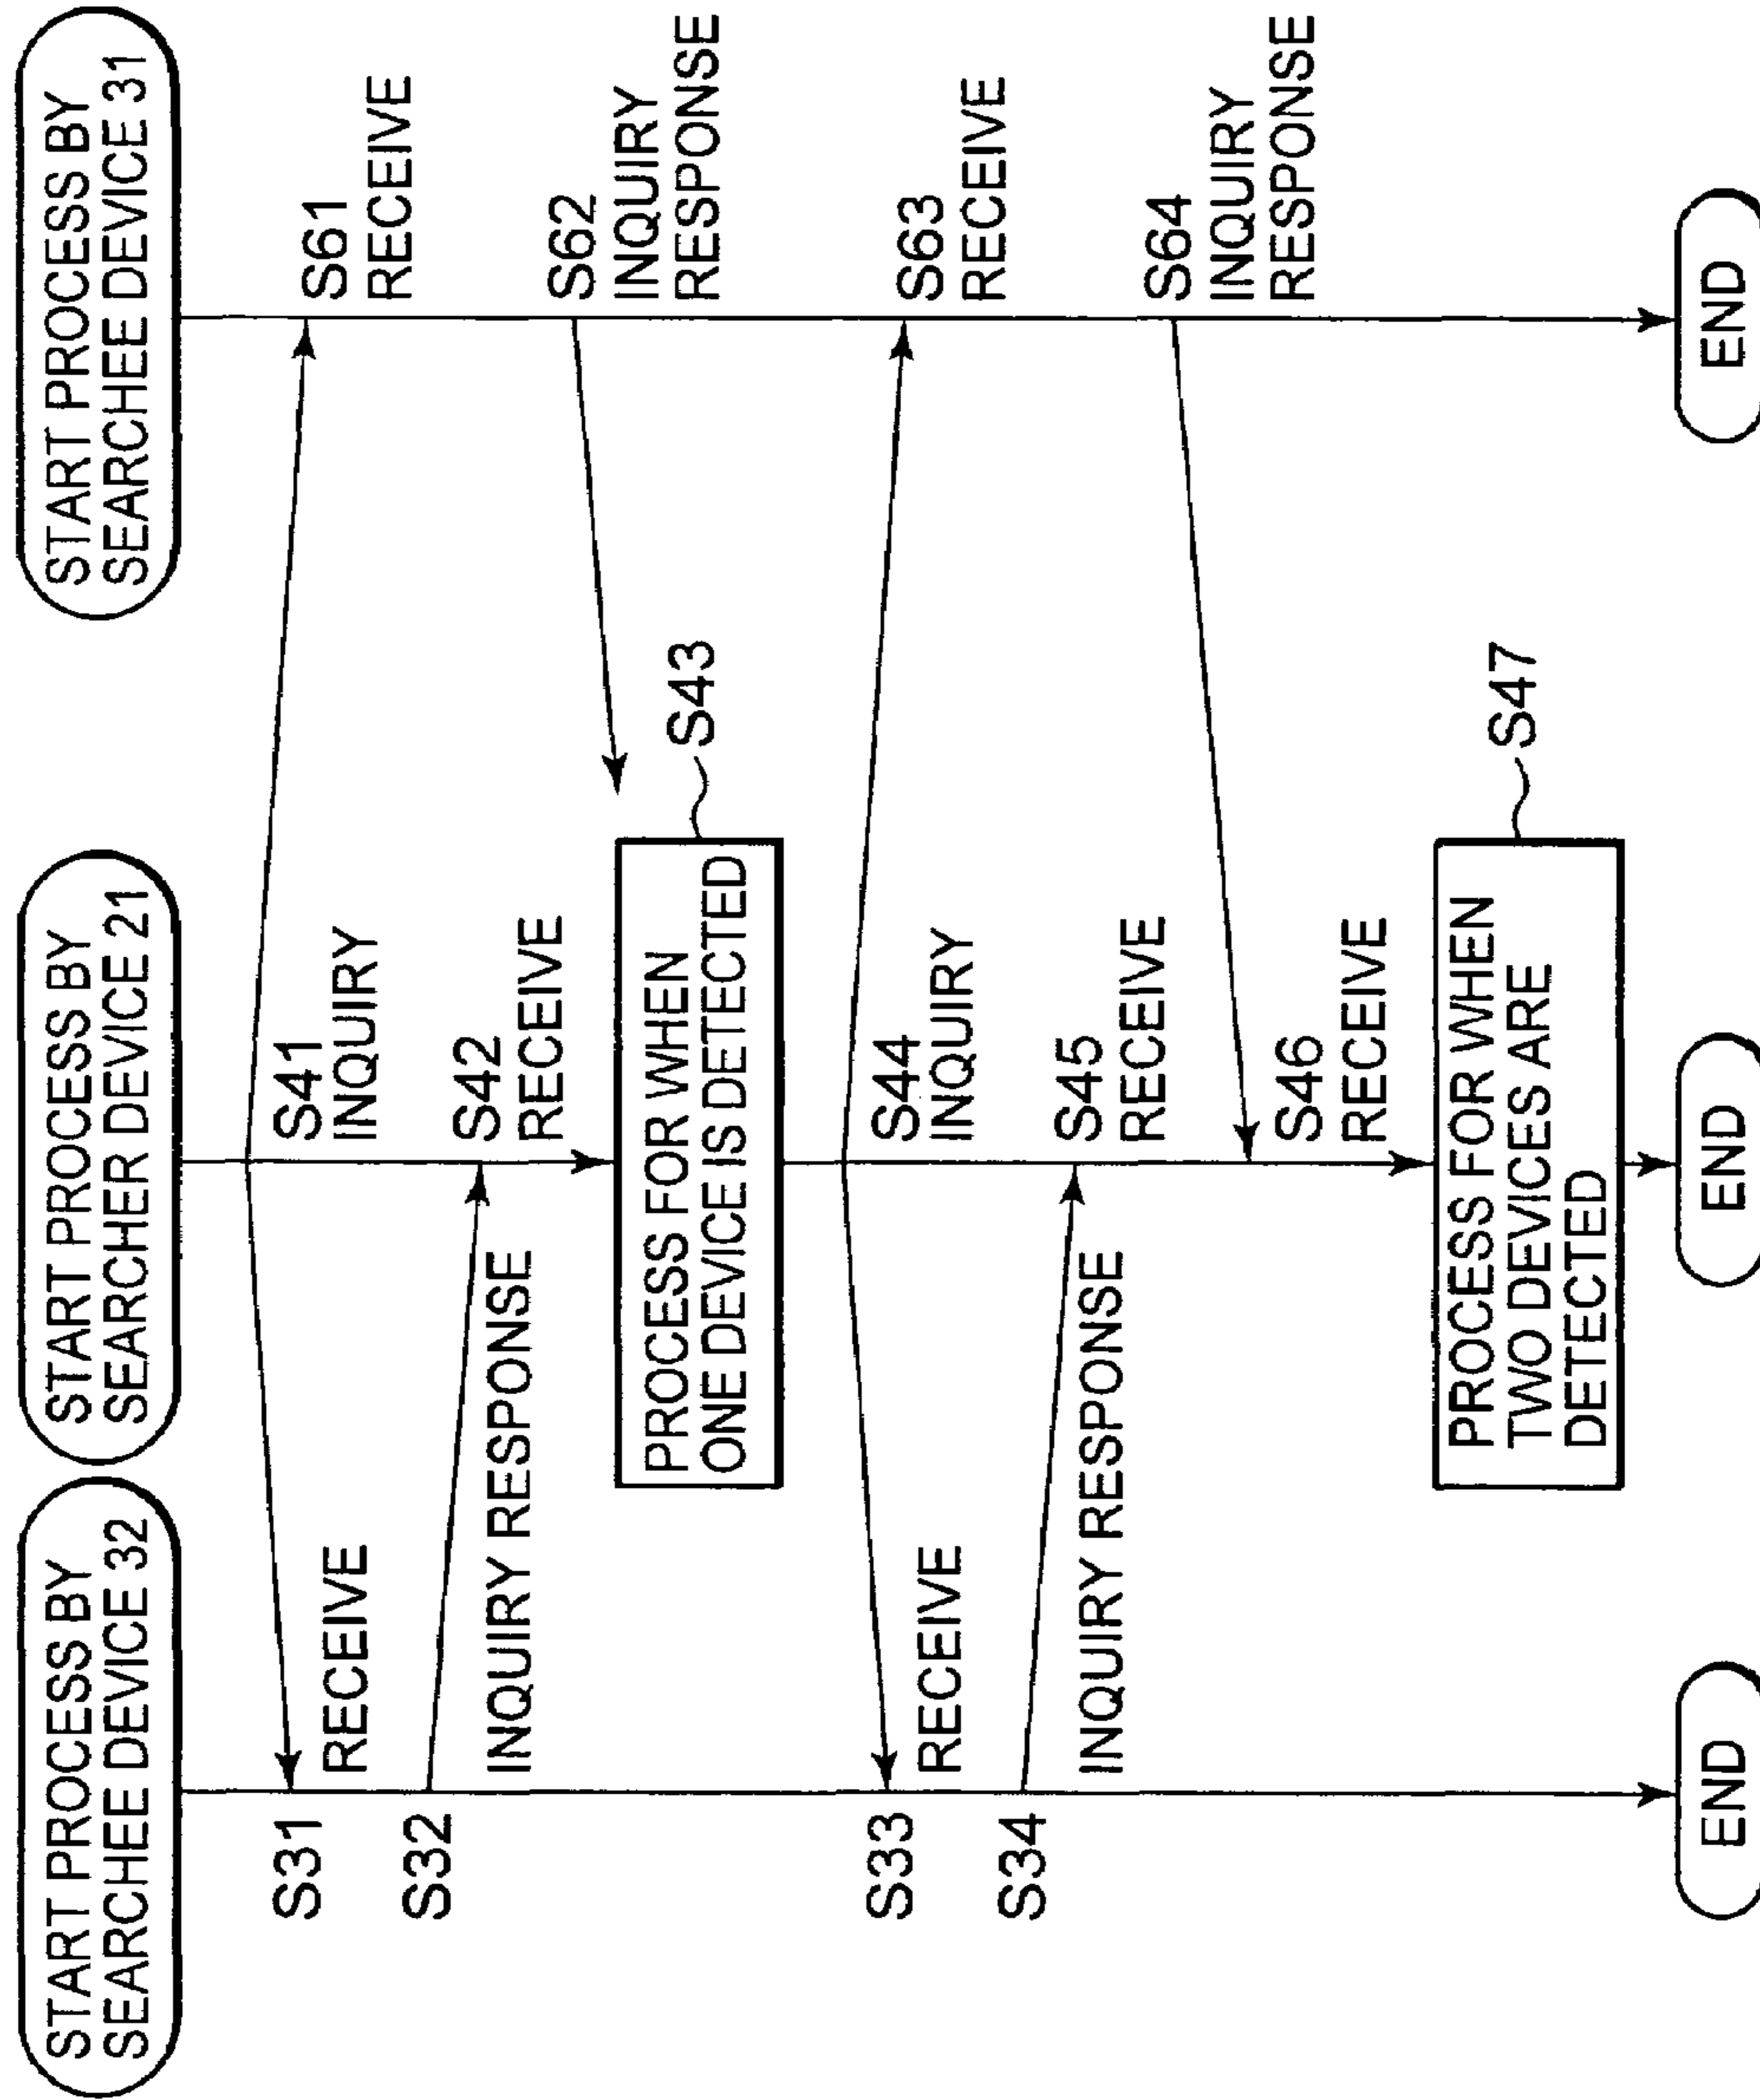 START PROCESS BY
SEARCHEE DEVICE 32
START PROCESS BY
SEARCHER DEVICE 21
START PROCESS BY
SEARCHEE DEVICE 31
S31
RECEIVE
S41
INQUIRY
S61
RECEIVE
S32
INQUIRY RESPONSE
S42
RECEIVE
S62
INQUIRY
RESPONSE
PROCESS FOR WHEN
ONE DEVICE IS DETECTED
S43
S33
RECEIVE
S44
INQUIRY
S63
RECEIVE
S34
INQUIRY RESPONSE
S45
RECEIVE
S64
INQUIRY
RESPONSE
S46
RECEIVE
PROCESS FOR WHEN
TWO DEVICES ARE
DETECTED
S47
END
END
END